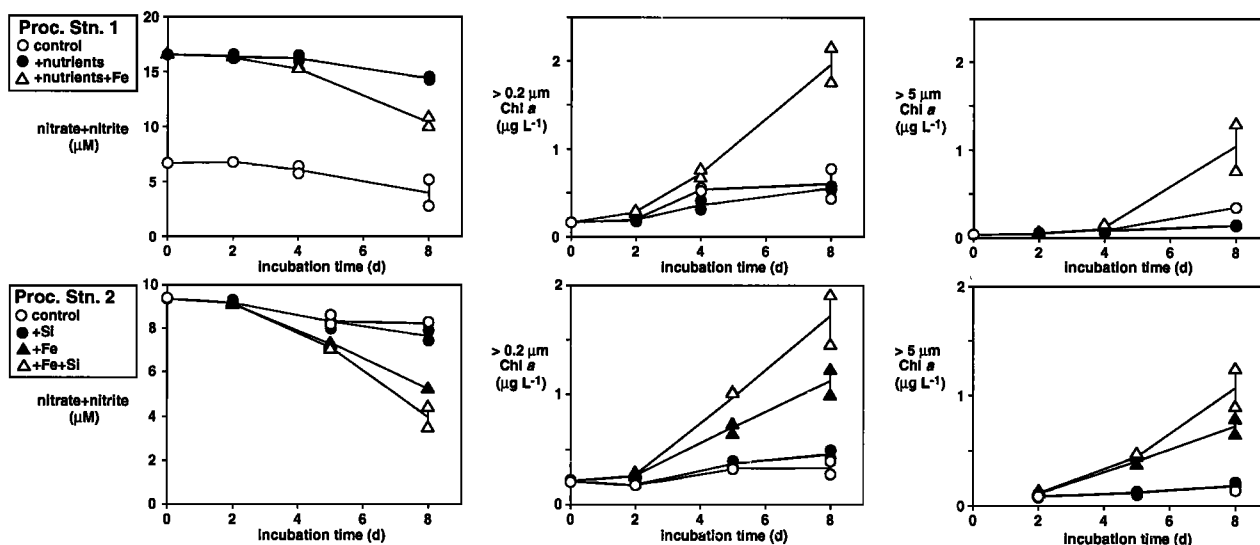 Proc. Stn. 1
control
+nutrients
+nutrients+Fe
nitrate+nitrite
(µM)
20
15
10
5
0
0 2 4 6 8
incubation time (d)
> 0.2 µm
Chl a
(µg L-1)
2
1
0
0 2 4 6 8
incubation time (d)
> 5 µm
Chl a
(µg L-1)
2
1
0
0 2 4 6 8
incubation time (d)
Proc. Stn. 2
control
+Si
+Fe
+Fe+Si
nitrate+nitrite
(µM)
10
8
6
4
2
0
0 2 4 6 8
incubation time (d)
> 0.2 µm
Chl a
(µg L-1)
2
1
0
0 2 4 6 8
incubation time (d)
> 5 µm
Chl a
(µg L-1)
2
1
0
0 2 4 6 8
incubation time (d)